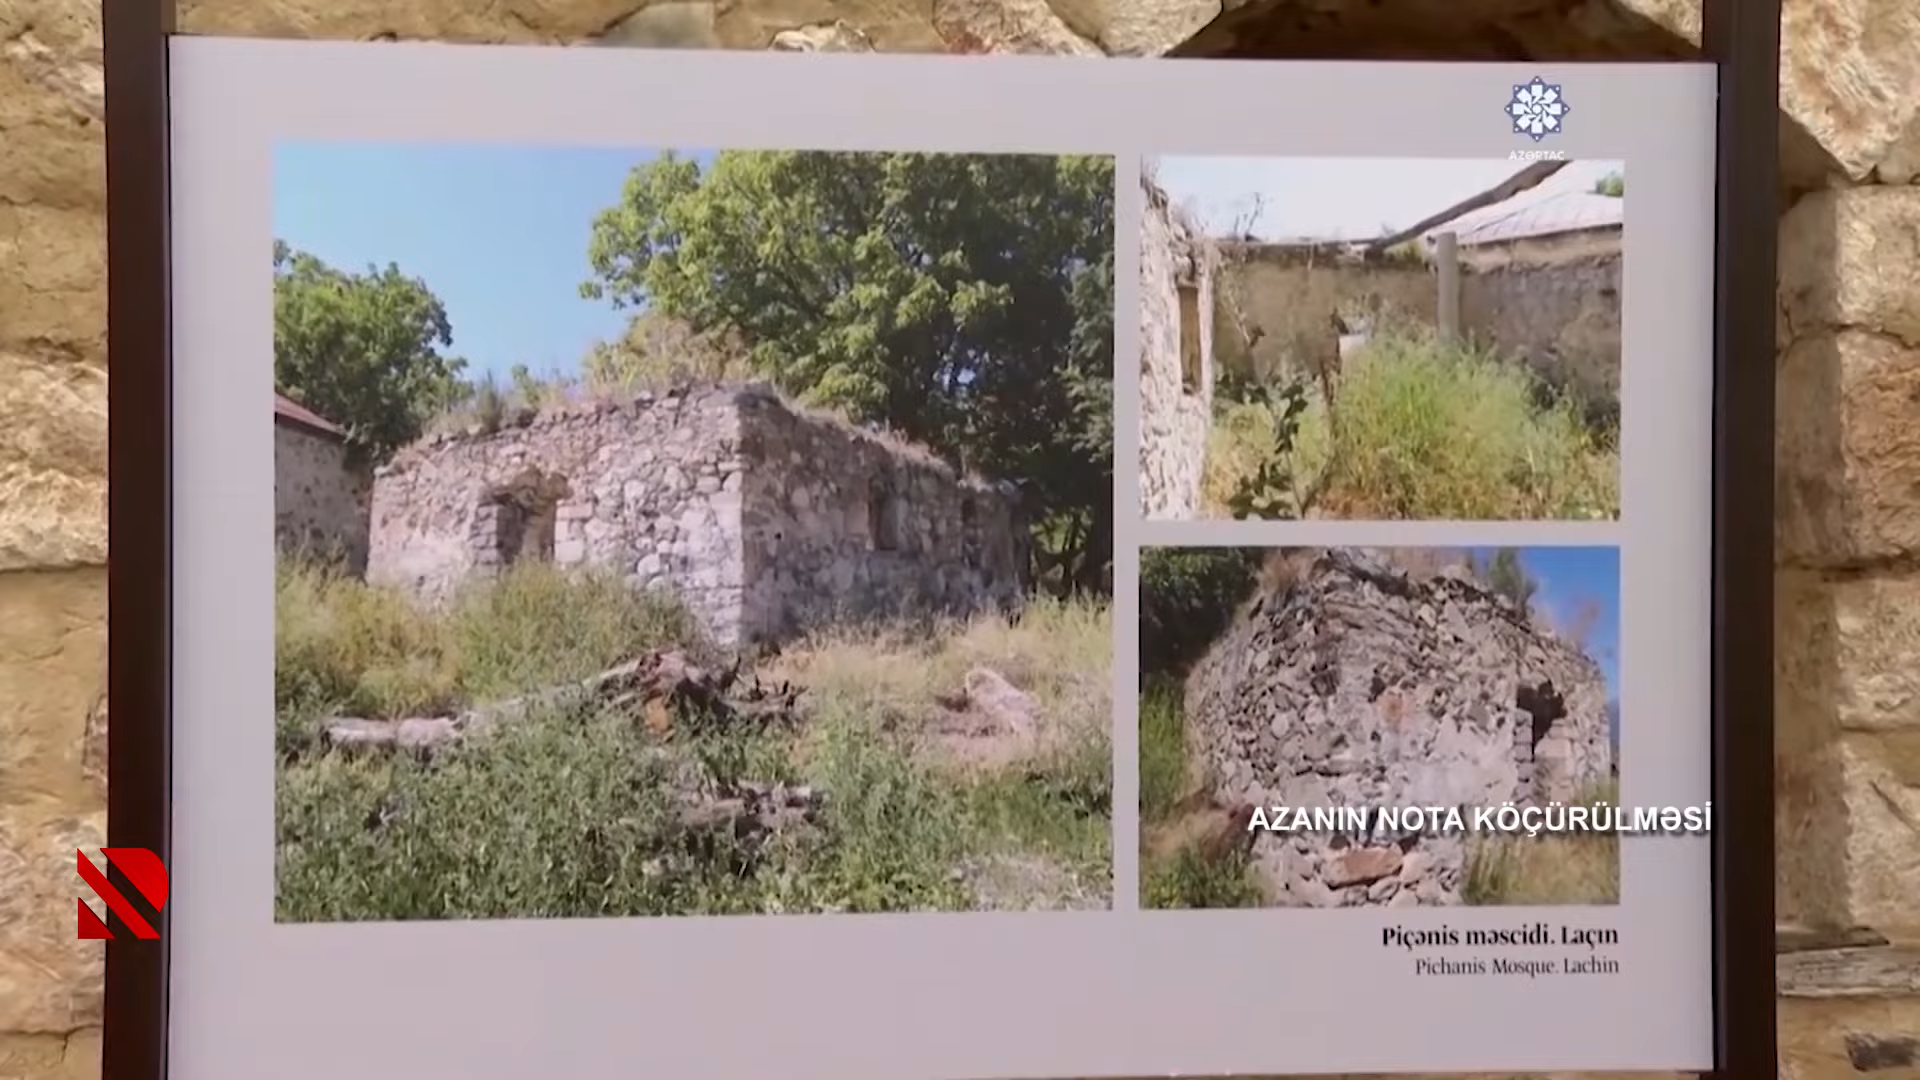 AZƏRTAC
AZANIN NOTA KÖÇÜRÜLMƏSİ
Piçənis məscidi. Laçın
Pichanis Mosque. Lachin